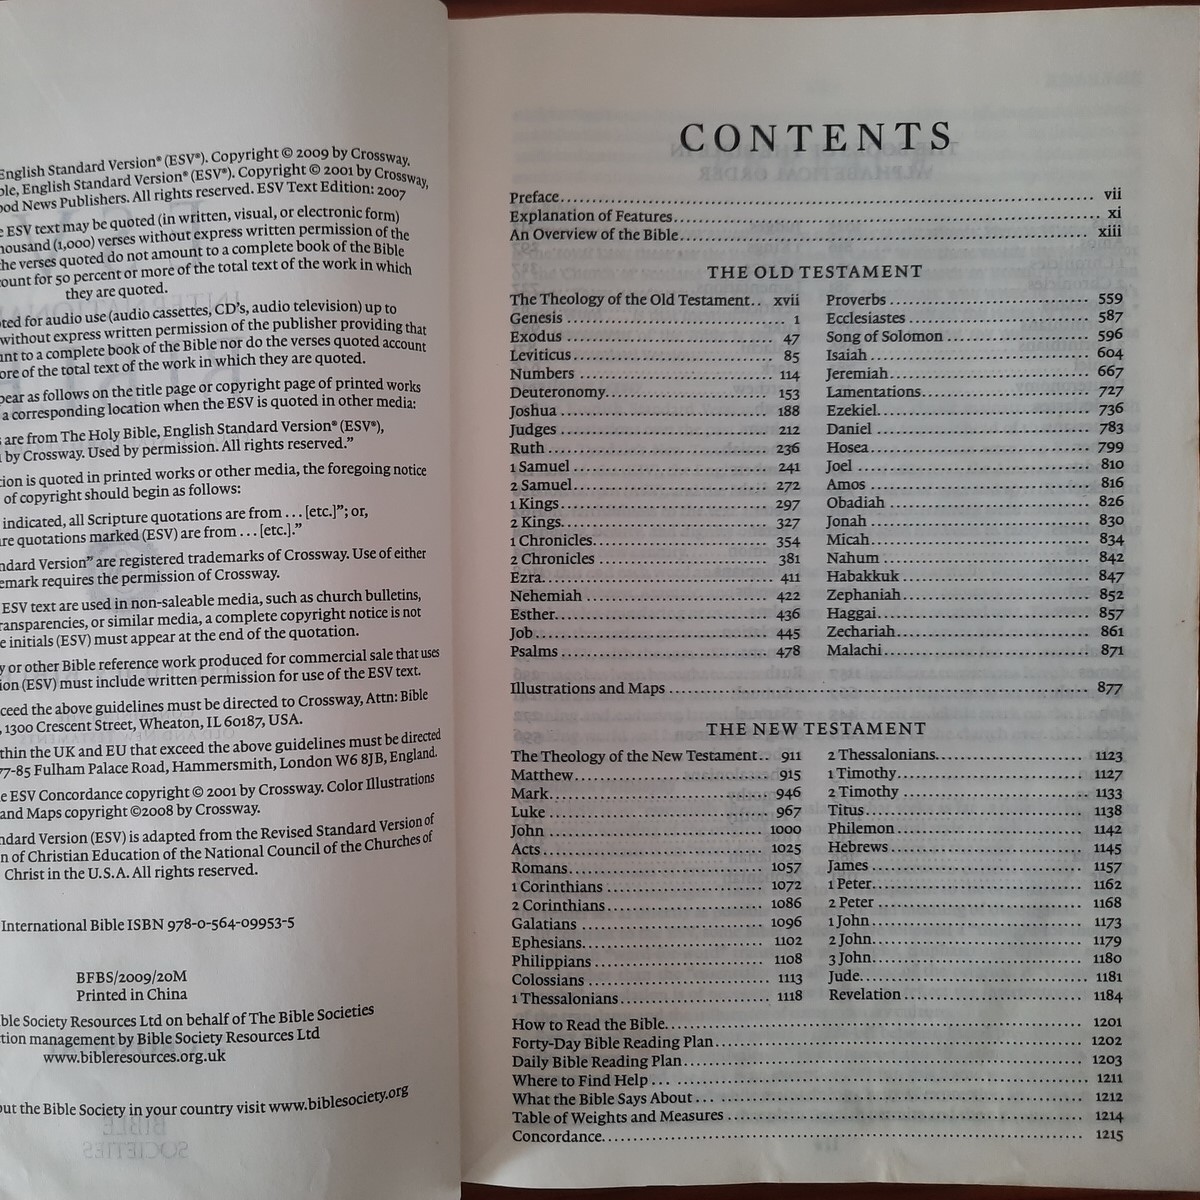 English Standard Version® (ESV®). Copyright © 2009 by Crossway,
ble, English Standard Version® (ESV®). Copyright © 2001 by Crossway,
ood News Publishers. All rights reserved. ESV Text Edition: 2007
e ESV text may be quoted (in written, visual, or electronic form)
housand (1,000) verses without express written permission of the
he verses quoted do not amount to a complete book of the Bible
ount for 50 percent or more of the total text of the work in which
they are quoted.
ted for audio use (audio cassettes, CD's, audio television) up to
without express written permission of the publisher providing that
unt to a complete book of the Bible nor do the verses quoted account
ore of the total text of the work in which they are quoted.
pear as follows on the title page or copyright page of printed works
a corresponding location when the ESV is quoted in other media:
s are from The Holy Bible, English Standard Version® (ESV®),
by Crossway. Used by permission. All rights reserved.”
tion is quoted in printed works or other media, the foregoing notice
of copyright should begin as follows:
indicated, all Scripture quotations are from . . . [etc.]”; or,
re quotations marked (ESV) are from . . . [etc.].”
ndard Version” are registered trademarks of Crossway. Use of either
emark requires the permission of Crossway.
ESV text are used in non-saleable media, such as church bulletins,
ransparencies, or similar media, a complete copyright notice is not
e initials (ESV) must appear at the end of the quotation.
y or other Bible reference work produced for commercial sale that uses
ion (ESV) must include written permission for use of the ESV text.
ceed the above guidelines must be directed to Crossway, Attn: Bible
, 1300 Crescent Street, Wheaton, IL 60187, USA.
thin the UK and EU that exceed the above guidelines must be directed
77-85 Fulham Palace Road, Hammersmith, London W6 8JB, England.
e ESV Concordance copyright © 2001 by Crossway. Color Illustrations
and Maps copyright ©2008 by Crossway.
ndard Version (ESV) is adapted from the Revised Standard Version of
n of Christian Education of the National Council of the Churches of
Christ in the U.S.A. All rights reserved.
International Bible ISBN 978-0-564-09953-5
BFBS/2009/20M
Printed in China
ble Society Resources Ltd on behalf of The Bible Societies
tion management by Bible Society Resources Ltd
www.bibleresources.org.uk
out the Bible Society in your country visit www.biblesociety.org
CONTENTS
Preface vii
Explanation of Features xi
An Overview of the Bible xiii
THE OLD TESTAMENT
The Theology of the Old Testament xvii
Genesis 1
Exodus 47
Leviticus 85
Numbers 114
Deuteronomy 153
Joshua 188
Judges 212
Ruth 236
1 Samuel 241
2 Samuel 272
1 Kings 297
2 Kings 327
1 Chronicles 354
2 Chronicles 381
Ezra 411
Nehemiah 422
Esther 436
Job 445
Psalms 478
Proverbs 559
Ecclesiastes 587
Song of Solomon 596
Isaiah 604
Jeremiah 667
Lamentations 727
Ezekiel 736
Daniel 783
Hosea 799
Joel 810
Amos 816
Obadiah 826
Jonah 830
Micah 834
Nahum 842
Habakkuk 847
Zephaniah 852
Haggai 857
Zechariah 861
Malachi 871
Illustrations and Maps 877
THE NEW TESTAMENT
The Theology of the New Testament 911
Matthew 915
Mark 946
Luke 967
John 1000
Acts 1025
Romans 1057
1 Corinthians 1072
2 Corinthians 1086
Galatians 1096
Ephesians 1102
Philippians 1108
Colossians 1113
1 Thessalonians 1118
2 Thessalonians 1123
1 Timothy 1127
2 Timothy 1133
Titus 1138
Philemon 1142
Hebrews 1145
James 1157
1 Peter 1162
2 Peter 1168
1 John 1173
2 John 1179
3 John 1180
Jude 1181
Revelation 1184
How to Read the Bible 1201
Forty-Day Bible Reading Plan 1202
Daily Bible Reading Plan 1203
Where to Find Help 1211
What the Bible Says About . . . 1212
Table of Weights and Measures 1214
Concordance 1215